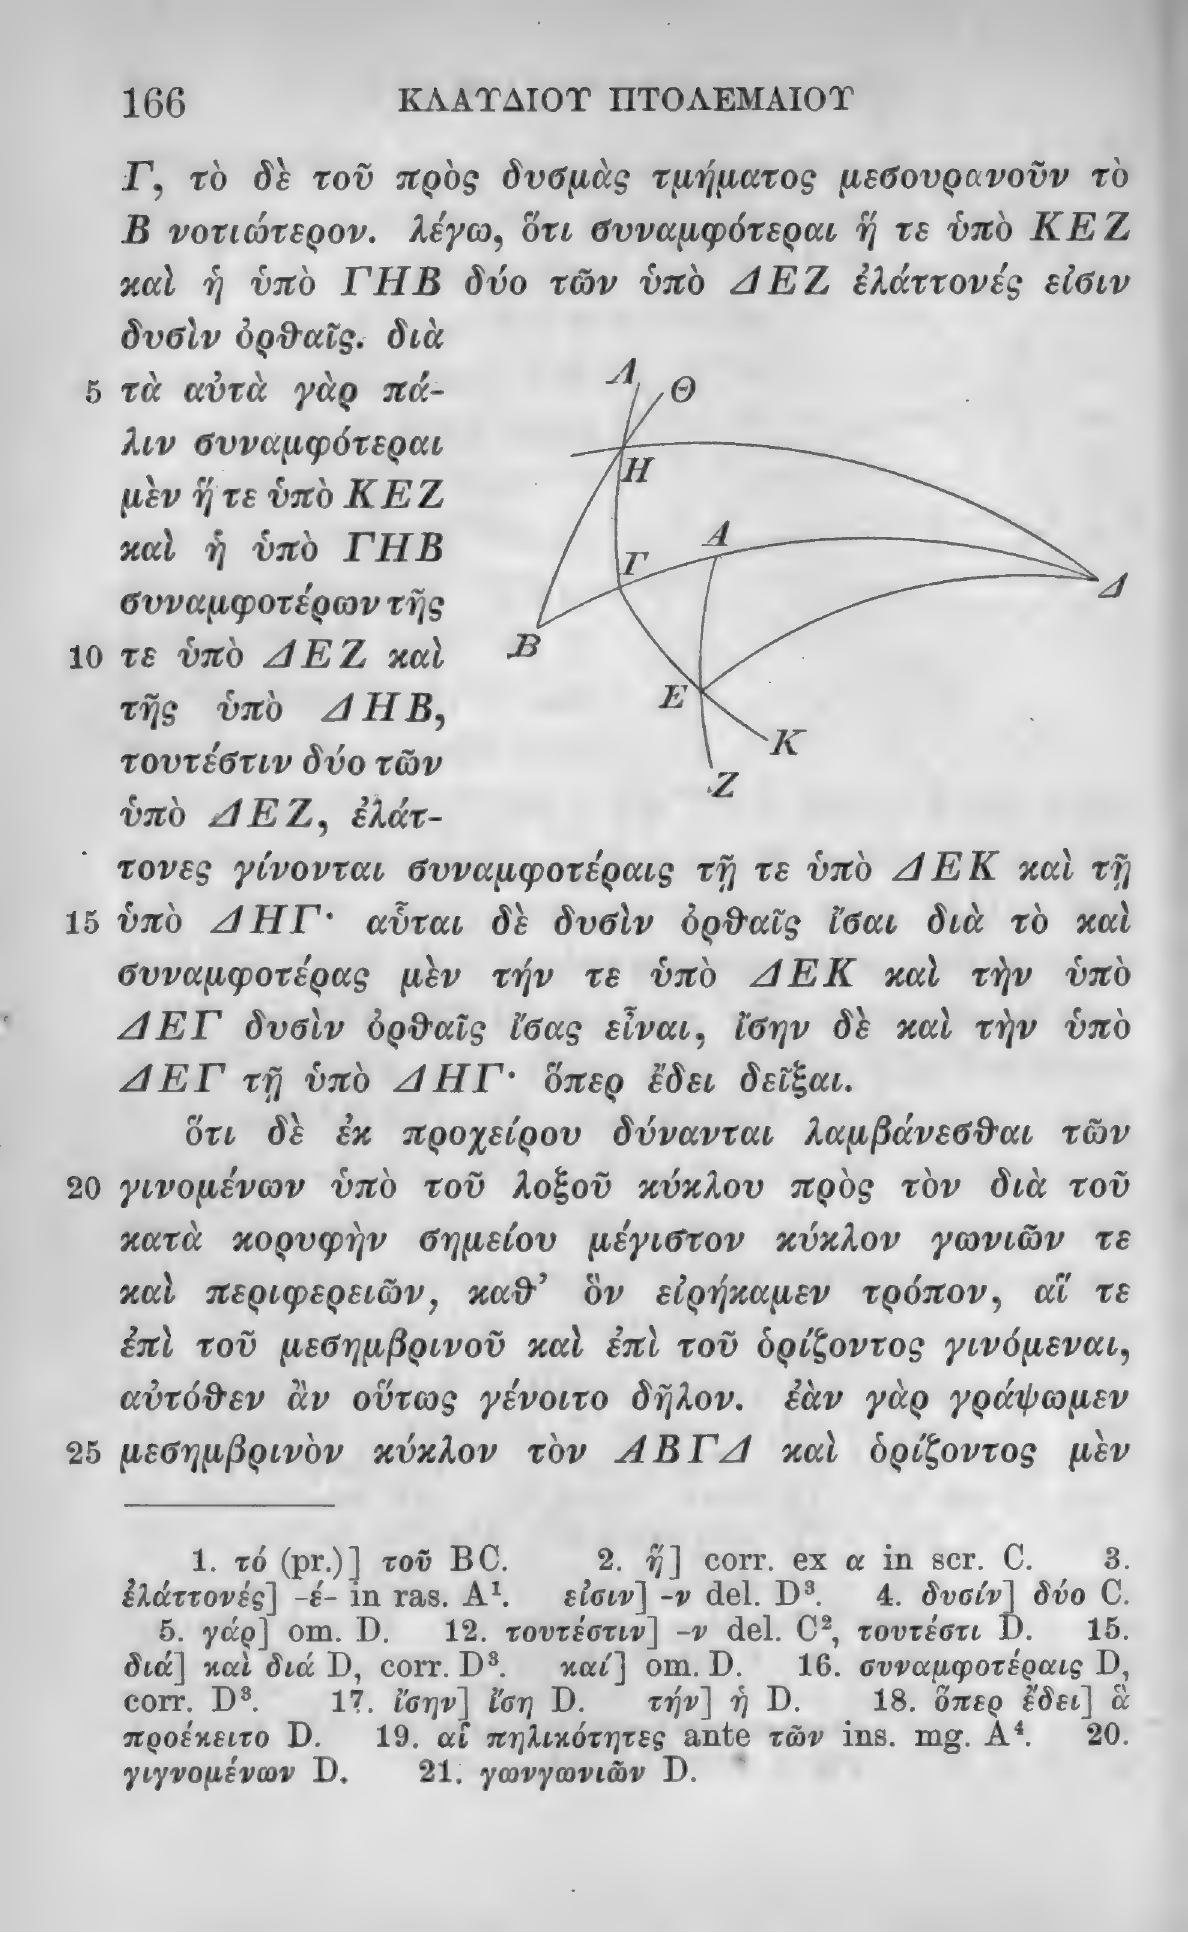 166 ΚΛΑΥΔΙΟΥ ΠΤΟΛΕΜΑΙΟΥ
Γ, τὸ δὲ τοῦ πρὸς δυσμὰς τμήματος μεσουρανοῦν τὸ
Β νοτιώτερον. λέγω, ὅτι συναμφότεραι ἥ τε ὑπὸ ΚΕΖ
καὶ ἡ ὑπὸ ΓΗΒ δύο τῶν ὑπὸ ΔΕΖ ἐλάττονές εἰσιν
δυσὶν ὀρθαῖς. διὰ
5 τὰ αὐτὰ γὰρ πά-
λιν συναμφότεραι
μὲν ἥ τε ὑπὸ ΚΕΖ
καὶ ἡ ὑπὸ ΓΗΒ
συναμφοτέρων τῆς
10 τε ὑπὸ ΔΕΖ καὶ
τῆς ὑπὸ ΔΗΒ,
τουτέστιν δύο τῶν
ὑπὸ ΔΕΖ, ἐλάτ-
Λ
Θ
Η
Α
Γ
Δ
Β
Ε
Κ
Ζ
τονες γίνονται συναμφοτέραις τῇ τε ὑπὸ ΔΕΚ καὶ τῇ
15 ὑπὸ ΔΗΓ· αὗται δὲ δυσὶν ὀρθαῖς ἴσαι διὰ τὸ καὶ
συναμφοτέρας μὲν τήν τε ὑπὸ ΔΕΚ καὶ τὴν ὑπὸ
ΔΕΓ δυσὶν ὀρθαῖς ἴσας εἶναι, ἴσην δὲ καὶ τὴν ὑπὸ
ΔΕΓ τῇ ὑπὸ ΔΗΓ· ὅπερ ἔδει δεῖξαι.
ὅτι δὲ ἐκ προχείρου δύνανται λαμβάνεσθαι τῶν
20 γινομένων ὑπὸ τοῦ λοξοῦ κύκλου πρὸς τὸν διὰ τοῦ
κατὰ κορυφὴν σημείου μέγιστον κύκλον γωνιῶν τε
καὶ περιφερειῶν, καθ’ ὃν εἰρήκαμεν τρόπον, αἵ τε
ἐπὶ τοῦ μεσημβρινοῦ καὶ ἐπὶ τοῦ ὁρίζοντος γινόμεναι,
αὐτόθεν ἂν οὕτως γένοιτο δῆλον. ἐὰν γὰρ γράψωμεν
25 μεσημβρινὸν κύκλον τὸν ΑΒΓΔ καὶ ὁρίζοντος μὲν
1. τό (pr.)] τοῦ BC. 2. ἥ] corr. ex α in scr. C. 3.
ἐλάττονές] -έ- in ras. A¹. εἰσιν] -ν del. D³. 4. δυσίν] δύο C.
5. γάρ] om. D. 12. τουτέστιν] -ν del. C², τουτέστι D. 15.
διά] καὶ διά D, corr. D³. καί] om. D. 16. συναμφοτέραις D,
corr. D³. 17. ἴσην] ἴση D. τήν] ἡ D. 18. ὅπερ ἔδει] ἃ
προέκειτο D. 19. αἱ πηλικότητες ante τῶν ins. mg. A⁴. 20.
γιγνομένων D. 21. γωνγωνιῶν D.